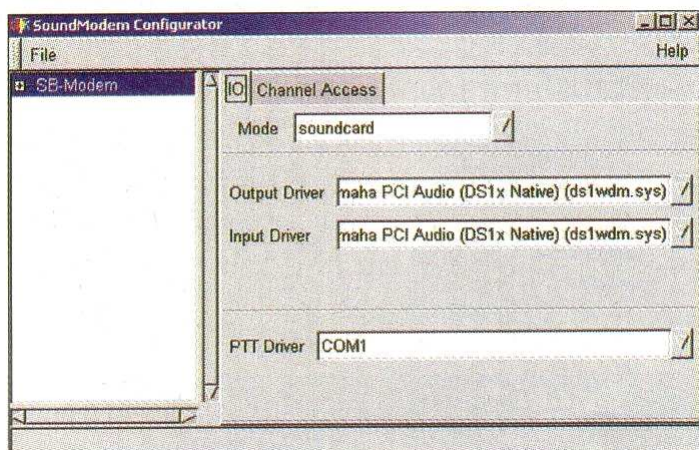 SoundModem Configurator
File Help
SB-Modem
IO Channel Access
Mode soundcard
Output Driver maha PCI Audio (DS1x Native) (ds1wdm.sys)
Input Driver maha PCI Audio (DS1x Native) (ds1wdm.sys)
PTT Driver COM1